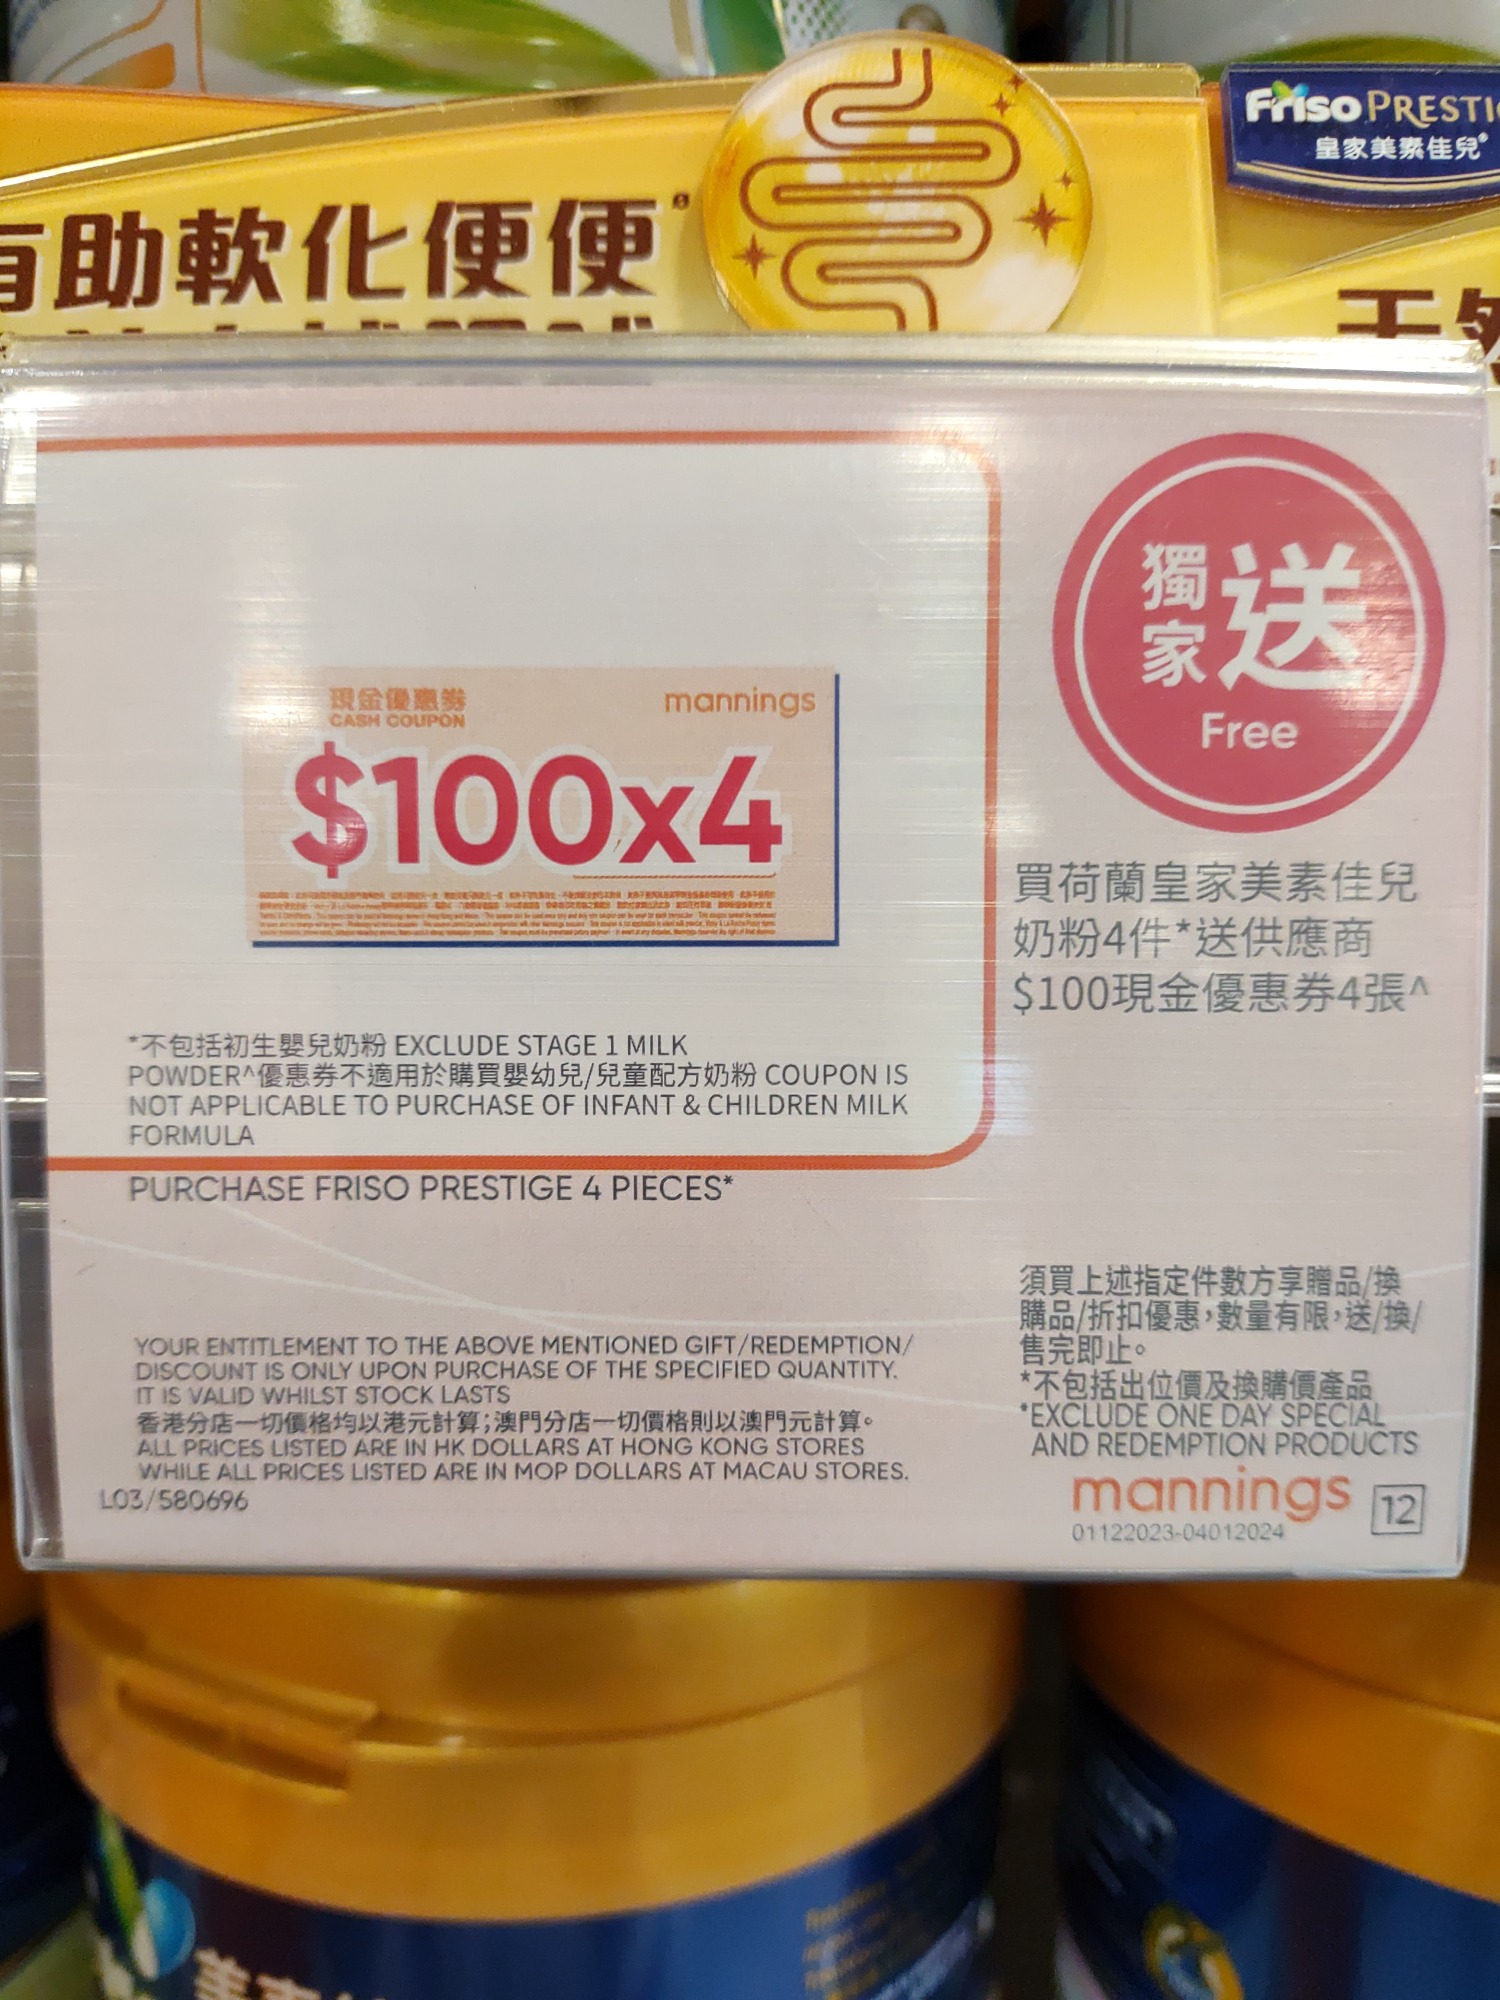 Friso PRESTI
皇家美素佳兒®
有助軟化便便
獨家送
Free
現金優惠券
CASH COUPON
mannings
$100x4
買荷蘭皇家美素佳兒
奶粉4件*送供應商
$100現金優惠券4張^
*不包括初生嬰兒奶粉 EXCLUDE STAGE 1 MILK
POWDER^優惠券不適用於購買嬰幼兒/兒童配方奶粉 COUPON IS
NOT APPLICABLE TO PURCHASE OF INFANT & CHILDREN MILK
FORMULA
PURCHASE FRISO PRESTIGE 4 PIECES*
YOUR ENTITLEMENT TO THE ABOVE MENTIONED GIFT/REDEMPTION/
DISCOUNT IS ONLY UPON PURCHASE OF THE SPECIFIED QUANTITY.
IT IS VALID WHILST STOCK LASTS
香港分店一切價格均以港元計算;澳門分店一切價格則以澳門元計算。
ALL PRICES LISTED ARE IN HK DOLLARS AT HONG KONG STORES
WHILE ALL PRICES LISTED ARE IN MOP DOLLARS AT MACAU STORES.
L03/580696
須買上述指定件數方享贈品/換
購品/折扣優惠,數量有限,送/換/
售完即止。
*不包括出位價及換購價產品
*EXCLUDE ONE DAY SPECIAL
AND REDEMPTION PRODUCTS
mannings
12
01122023-04012024